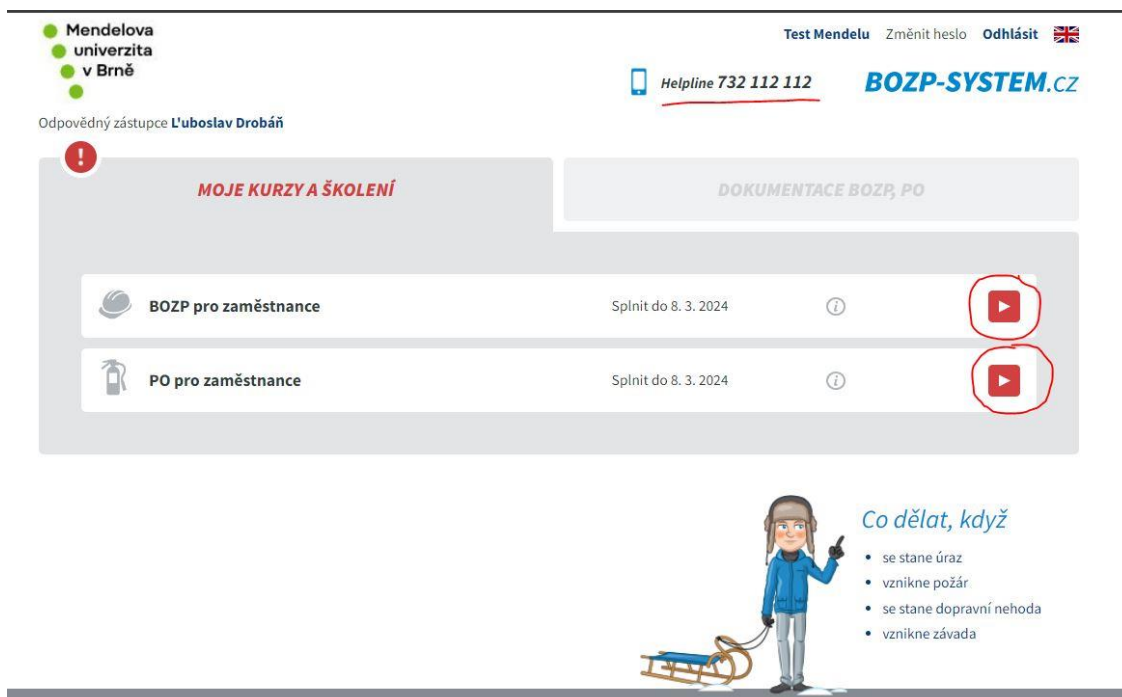 Mendelova
univerzita
v Brně
Test Mendelu Změnit heslo Odhlásit
Helpline 732 112 112
BOZP-SYSTEM.cz
Odpovědný zástupce Ľuboslav Drobáň
!
MOJE KURZY A ŠKOLENÍ
DOKUMENTACE BOZP, PO
BOZP pro zaměstnance Splnit do 8. 3. 2024 i
PO pro zaměstnance Splnit do 8. 3. 2024 i
Co dělat, když
• se stane úraz
• vznikne požár
• se stane dopravní nehoda
• vznikne závada